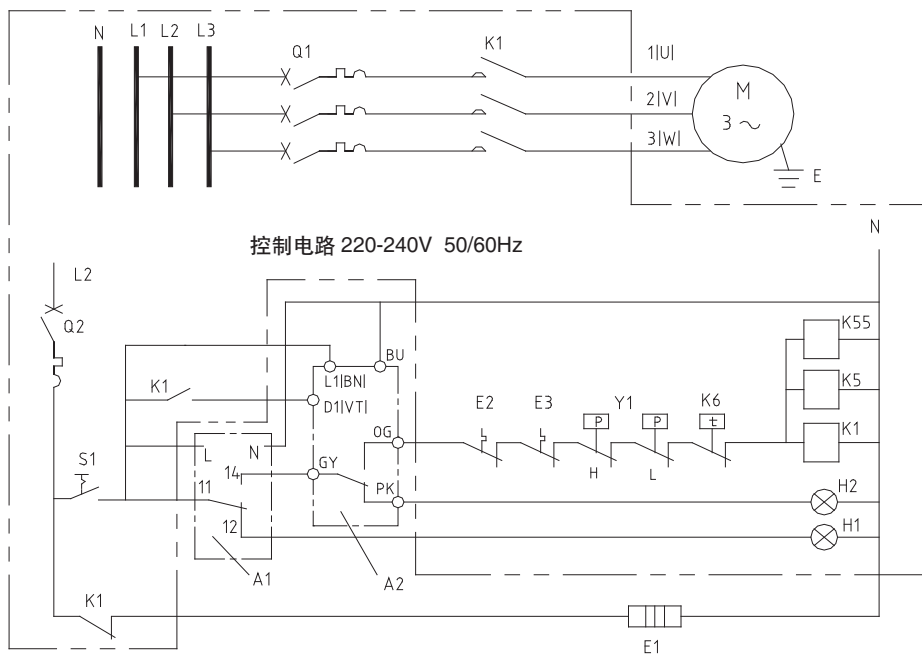 N L1 L2 L3
Q1
K1
1|U|
2|V|
3|W|
M
3 ~
E
控制电路 220-240V 50/60Hz
N
L2
Q2
K55
BU
L1|BN|
K1
D1|VT|
K5
E2 E3 P Y1 P K6 t
OG
K1
H L
L N
S1
14 GY
11
PK
H2
12
H1
A1
A2
K1
E1